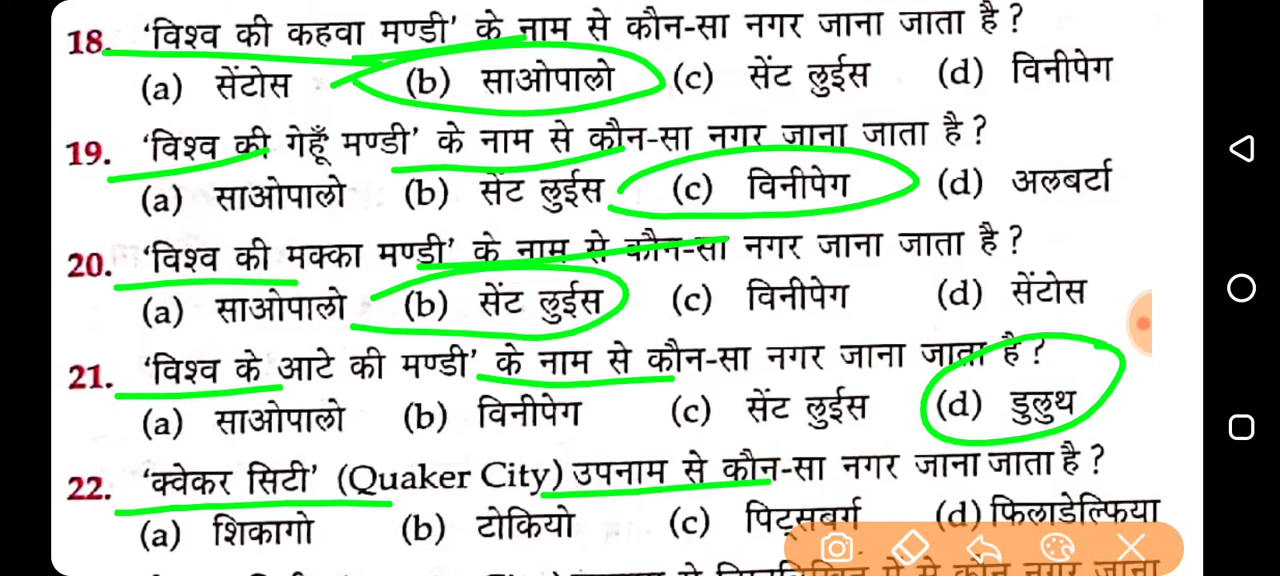 18. ‘विश्व की कहवा मण्डी’ के नाम से कौन-सा नगर जाना जाता है ?
(a) सेंटोस (b) साओपालो (c) सेंट लुईस (d) विनीपेग
19. ‘विश्व की गेहूँ मण्डी’ के नाम से कौन-सा नगर जाना जाता है ?
(a) साओपालो (b) सेंट लुईस (c) विनीपेग (d) अलबर्टा
20. ‘विश्व की मक्का मण्डी’ के नाम से कौन-सा नगर जाना जाता है ?
(a) साओपालो (b) सेंट लुईस (c) विनीपेग (d) सेंटोस
21. ‘विश्व के आटे की मण्डी’ के नाम से कौन-सा नगर जाना जाता है ?
(a) साओपालो (b) विनीपेग (c) सेंट लुईस (d) डुलुथ
22. ‘क्वेकर सिटी’ (Quaker City) उपनाम से कौन-सा नगर जाना जाता है ?
(a) शिकागो (b) टोकियो (c) पिट्सबर्ग (d) फिलाडेल्फिया